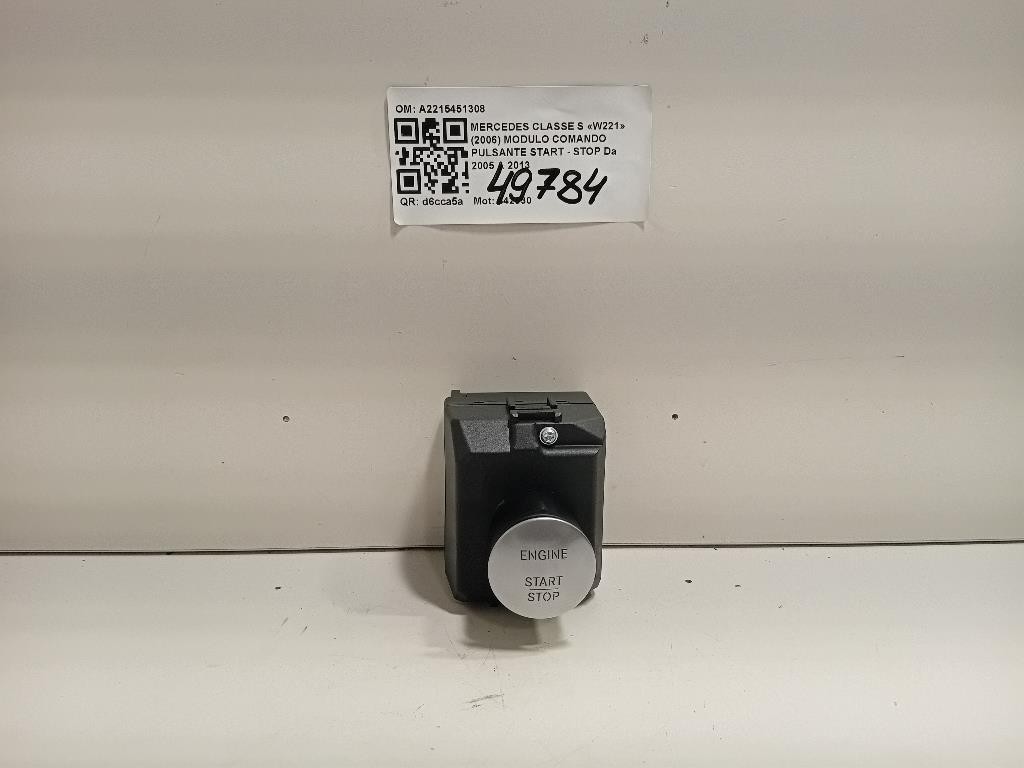 OM: A2215451308
MERCEDES CLASSE S «W221»
(2006) MODULO COMANDO
PULSANTE START - STOP Da
2005 A 2013
49784
QR: d6cca5a Mot:
ENGINE
START
STOP